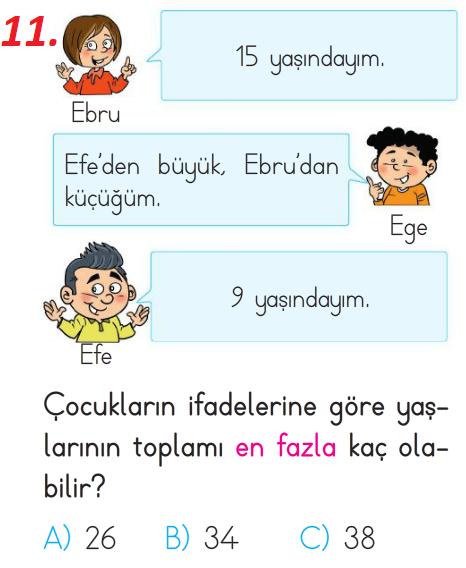 11.
15 yaşındayım.
Ebru
Efe'den büyük, Ebru'dan
küçüğüm.
Ege
9 yaşındayım.
Efe
Çocukların ifadelerine göre yaş-
larının toplamı en fazla kaç ola-
bilir?
A) 26 B) 34 C) 38